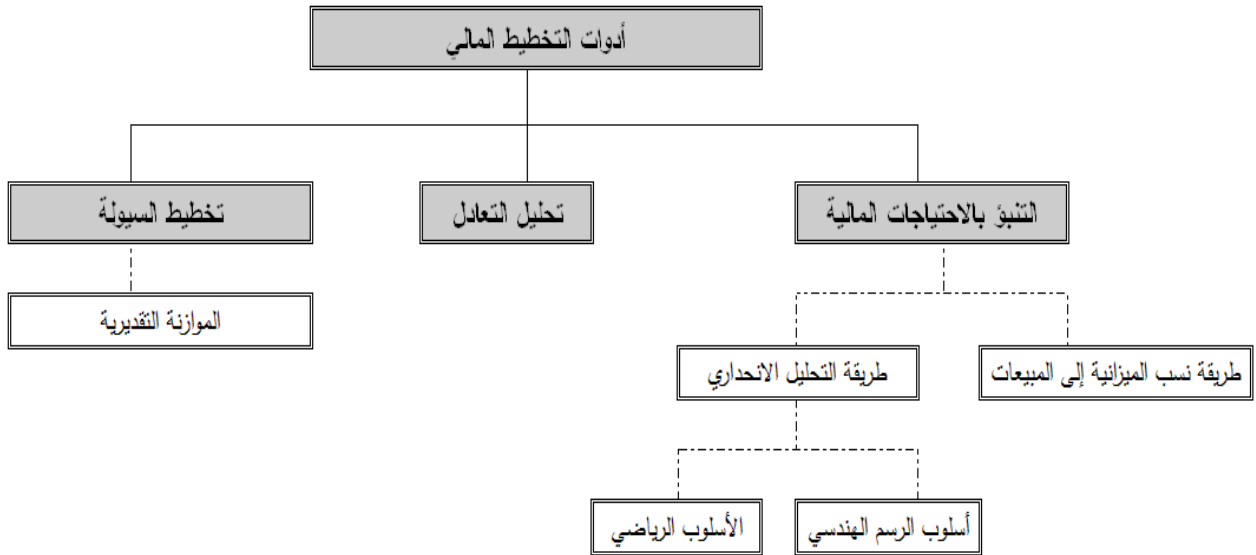 أدوات التخطيط المالي
التنبؤ بالاحتياجات المالية
تحليل التعادل
تخطيط السيولة
الموازنة التقديرية
طريقة نسب الميزانية إلى المبيعات
طريقة التحليل الانحداري
أسلوب الرسم الهندسي
الأسلوب الرياضي